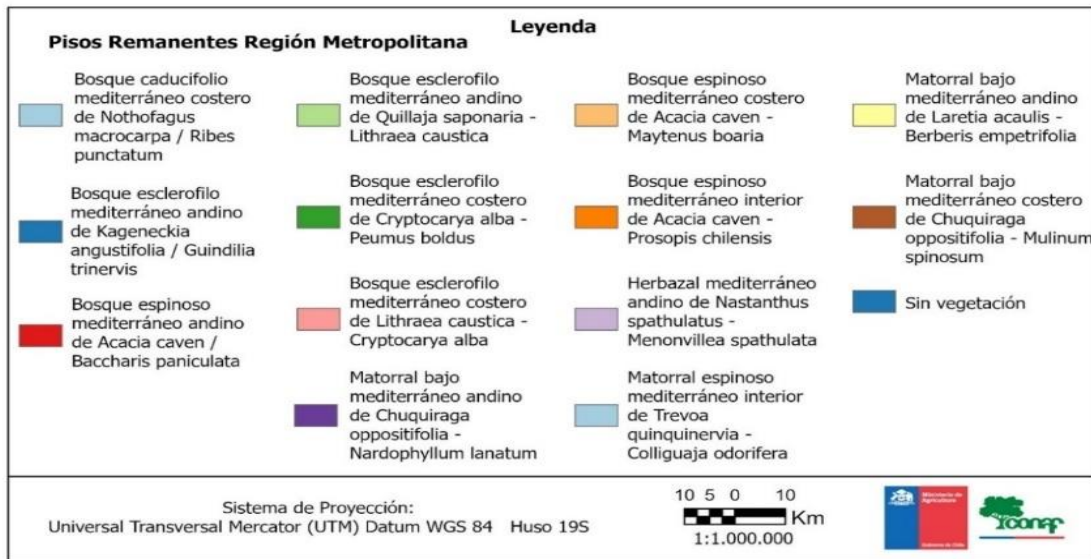 Leyenda
Pisos Remanentes Región Metropolitana
Bosque caducifolio
mediterráneo costero
de Nothofagus
macrocarpa / Ribes
punctatum
Bosque esclerofilo
mediterráneo andino
de Kageneckia
angustifolia / Guindilia
trinervis
Bosque espinoso
mediterráneo andino
de Acacia caven /
Baccharis paniculata
Bosque esclerofilo
mediterráneo andino
de Quillaja saponaria -
Lithraea caustica
Bosque esclerofilo
mediterráneo costero
de Cryptocarya alba -
Peumus boldus
Bosque esclerofilo
mediterráneo costero
de Lithraea caustica -
Cryptocarya alba
Matorral bajo
mediterráneo andino
de Chuquiraga
oppositifolia -
Nardophyllum lanatum
Bosque espinoso
mediterráneo costero
de Acacia caven -
Maytenus boaria
Bosque espinoso
mediterráneo interior
de Acacia caven -
Prosopis chilensis
Herbazal mediterráneo
andino de Nastanthus
spathulatus -
Menonvillea spathulata
Matorral espinoso
mediterráneo interior
de Trevoa
quinquinervia -
Colliguaja odorifera
Matorral bajo
mediterráneo andino
de Laretia acaulis -
Berberis empetrifolia
Matorral bajo
mediterráneo costero
de Chuquiraga
oppositifolia - Mulinum
spinosum
Sin vegetación
Sistema de Proyección:
Universal Transversal Mercator (UTM) Datum WGS 84 Huso 19S
10 5 0 10
Km
1:1.000.000
Ministerio de
Agricultura
Gobierno de Chile
conaf